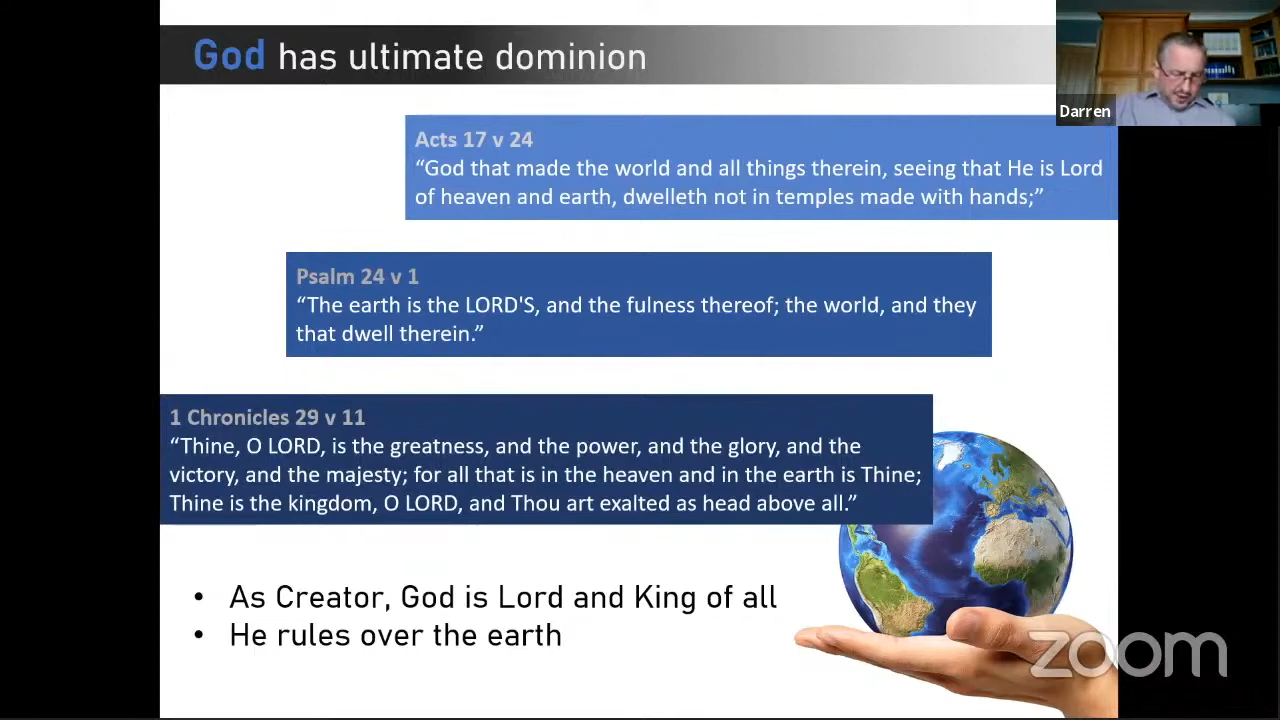 God has ultimate dominion
Darren
Acts 17 v 24
“God that made the world and all things therein, seeing that He is Lord
of heaven and earth, dwelleth not in temples made with hands;”
Psalm 24 v 1
“The earth is the LORD'S, and the fulness thereof; the world, and they
that dwell therein.”
1 Chronicles 29 v 11
“Thine, O LORD, is the greatness, and the power, and the glory, and the
victory, and the majesty; for all that is in the heaven and in the earth is Thine;
Thine is the kingdom, O LORD, and Thou art exalted as head above all.”
• As Creator, God is Lord and King of all
• He rules over the earth
zoom